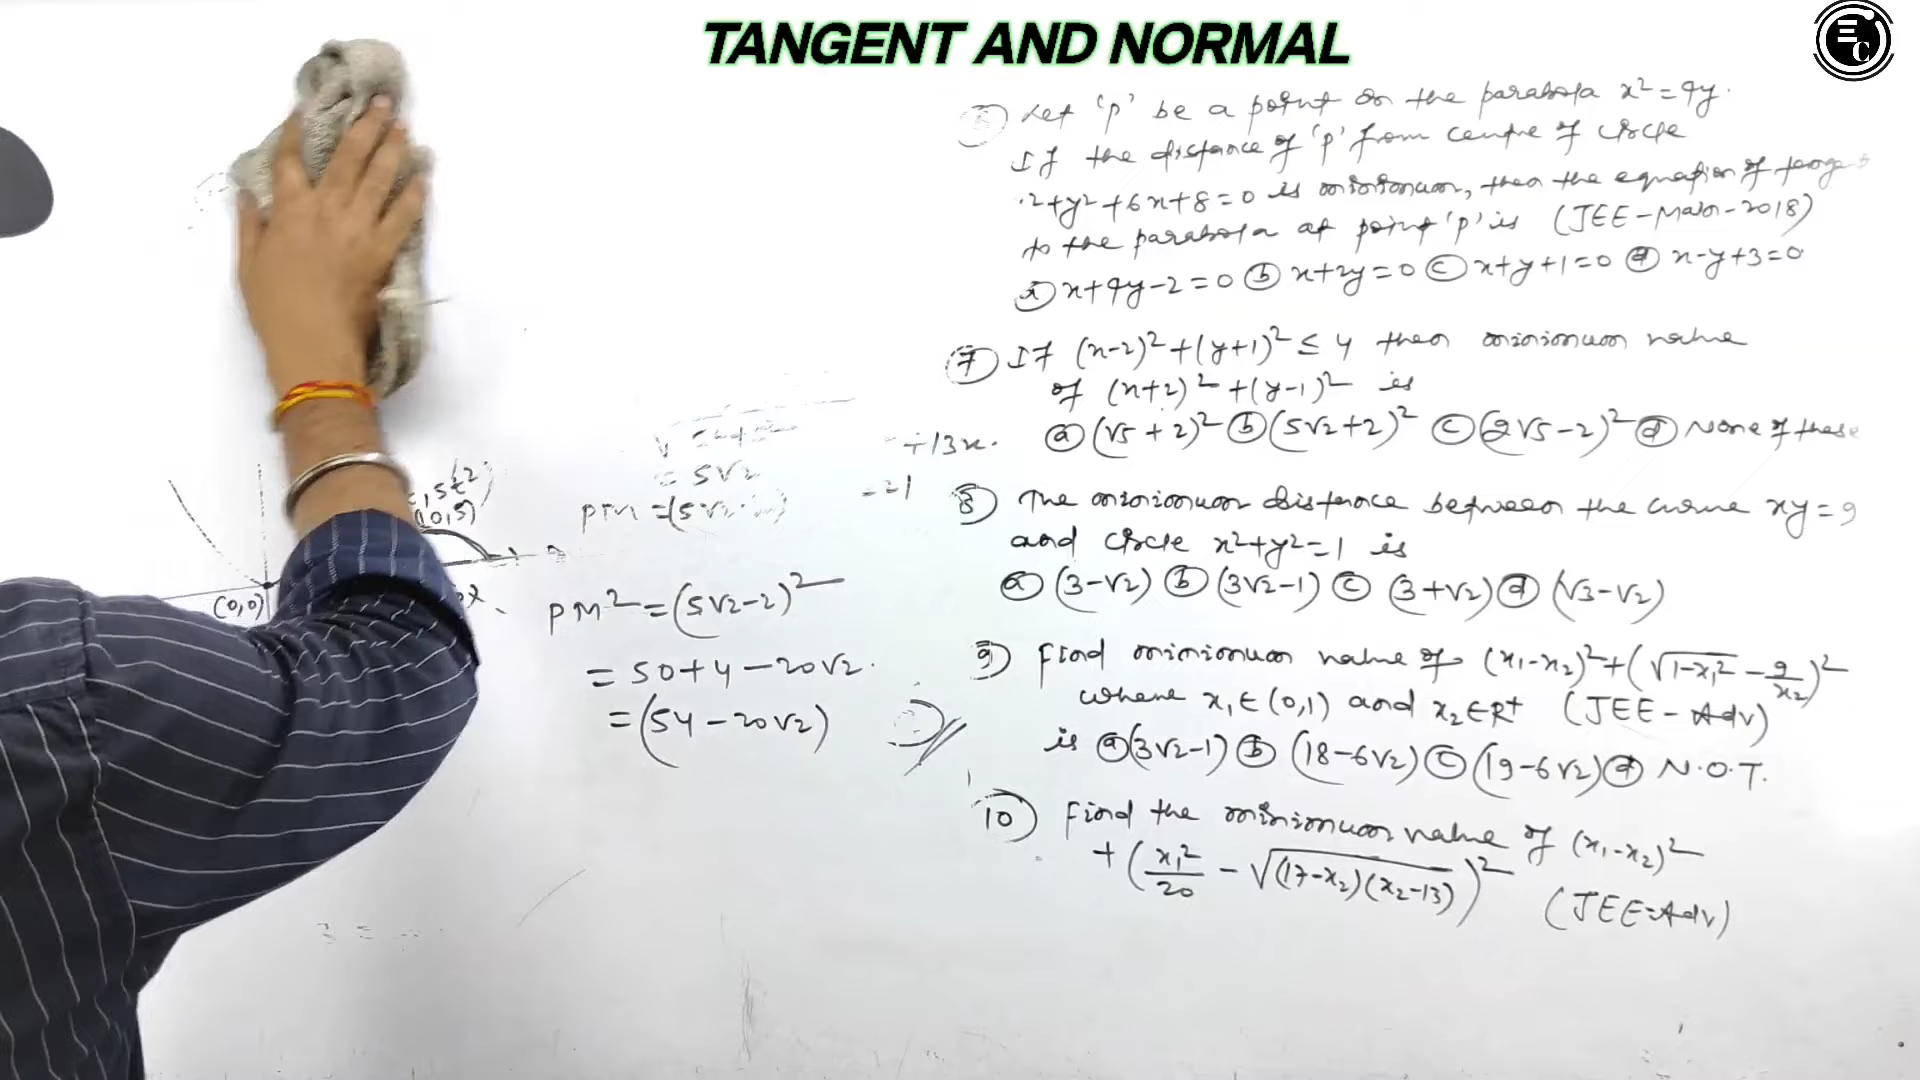 TANGENT AND NORMAL
EC
Let 'p' be a point on the parabola x² = 4y.
If the distance of 'p' from centre of circle
x²+y²+6x+8=0 is minimum, then the equation of
to the parabola at point 'p' is (JEE-Main-2018)
ⓐ x+4y-2=0 ⓑ x+2y=0 ⓒ x+y+1=0 ⓓ x-y+3=0
⑦ If (x-2)²+(y+1)² ≤ 4 then minimum value
of (x+2)²+(y-1)² is
ⓐ (√5+2)² ⓑ (5√2+2)² ⓒ (2√5-2)² ⓓ None of these
⑧ The minimum distance between the curve xy=9
and circle x²+y²=1 is
ⓐ (3-√2) ⓑ (3√2-1) ⓒ (3+√2) ⓓ (√3-√2)
⑨ Find minimum value of (x₁-x₂)²+(√(1-x₁²) - 9/x₂)²
where x₁∈(0,1) and x₂∈R⁺ (JEE-Adv)
is ⓐ (3√2-1) ⓑ (18-6√2) ⓒ (19-6√2) ⓓ N.O.T.
⑩ Find the minimum value of (x₁-x₂)²
+ (x₁²/20 - √((17-x₂)(x₂-13)))² (JEE-Adv)
+13x.
= 5√2
PM =(5√2
, 5t²)
(10,5)
(0,0)
PM² = (5√2-2)²
= 50+4-20√2.
= (54-20√2)